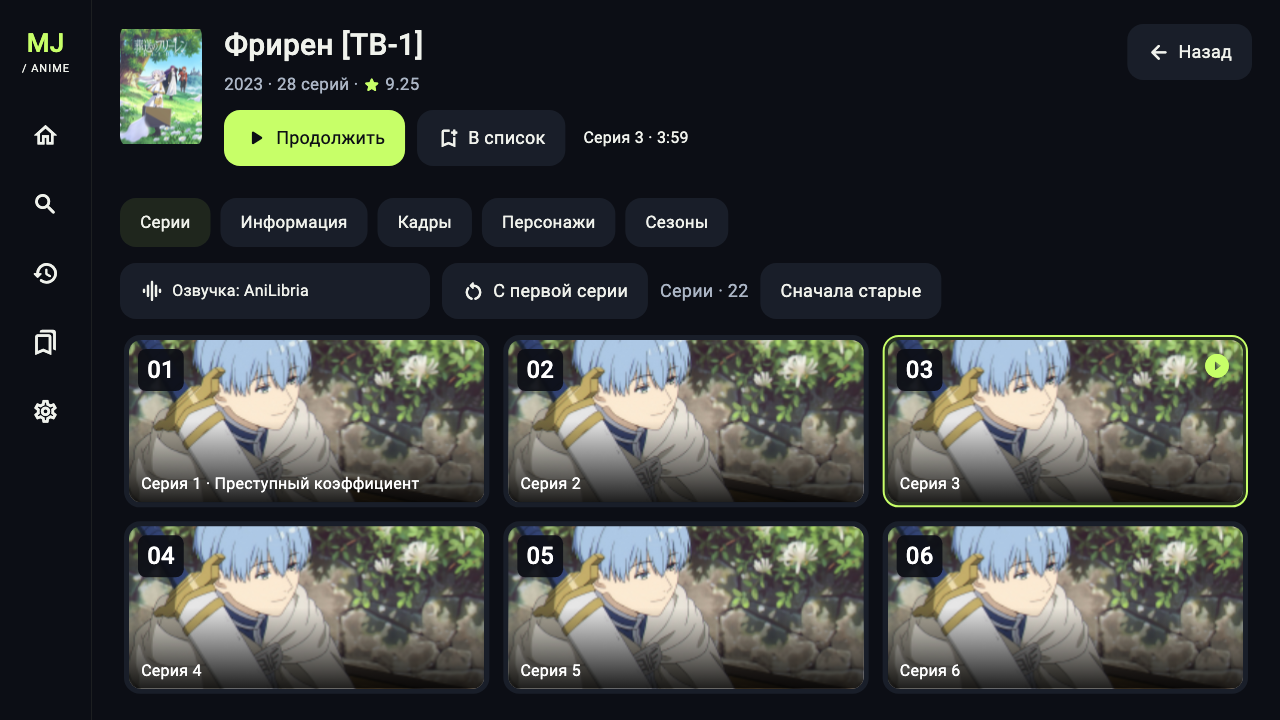 MJ
/ ANIME
Фрирен [ТВ-1]
2023 · 28 серий · 9.25
Продолжить
В список
Серия 3 · 3:59
Назад
Серии
Информация
Кадры
Персонажи
Сезоны
Озвучка: AniLibria
С первой серии
Серии · 22
Сначала старые
01
Серия 1 · Преступный коэффициент
02
Серия 2
03
Серия 3
04
Серия 4
05
Серия 5
06
Серия 6